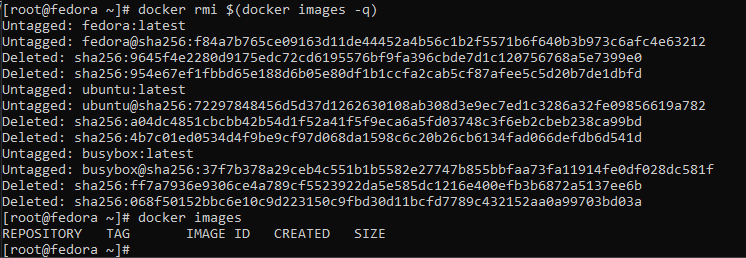 [root@fedora ~]# docker rmi $(docker images -q)
Untagged: fedora:latest
Untagged: fedora@sha256:f84a7b765ce09163d11de44452a4b56c1b2f5571b6f640b3b973c6afc4e63212
Deleted: sha256:9645f4e2280d9175edc72cd6195576bf9fa396cbde7d1c120756768a5e7399e0
Deleted: sha256:954e67ef1fbbd65e188d6b05e80df1b1ccfa2cab5cf87afee5c5d20b7de1dbfd
Untagged: ubuntu:latest
Untagged: ubuntu@sha256:72297848456d5d37d1262630108ab308d3e9ec7ed1c3286a32fe09856619a782
Deleted: sha256:a04dc4851cbcbb42b54d1f52a41f5f9eca6a5fd03748c3f6eb2cbeb238ca99bd
Deleted: sha256:4b7c01ed0534d4f9be9cf97d068da1598c6c20b26cb6134fad066defdb6d541d
Untagged: busybox:latest
Untagged: busybox@sha256:37f7b378a29ceb4c551b1b5582e27747b855bbfaa73fa11914fe0df028dc581f
Deleted: sha256:ff7a7936e9306ce4a789cf5523922da5e585dc1216e400efb3b6872a5137ee6b
Deleted: sha256:068f50152bbc6e10c9d223150c9fbd30d11bcfd7789c432152aa0a99703bd03a
[root@fedora ~]# docker images
REPOSITORY   TAG       IMAGE ID   CREATED   SIZE
[root@fedora ~]#